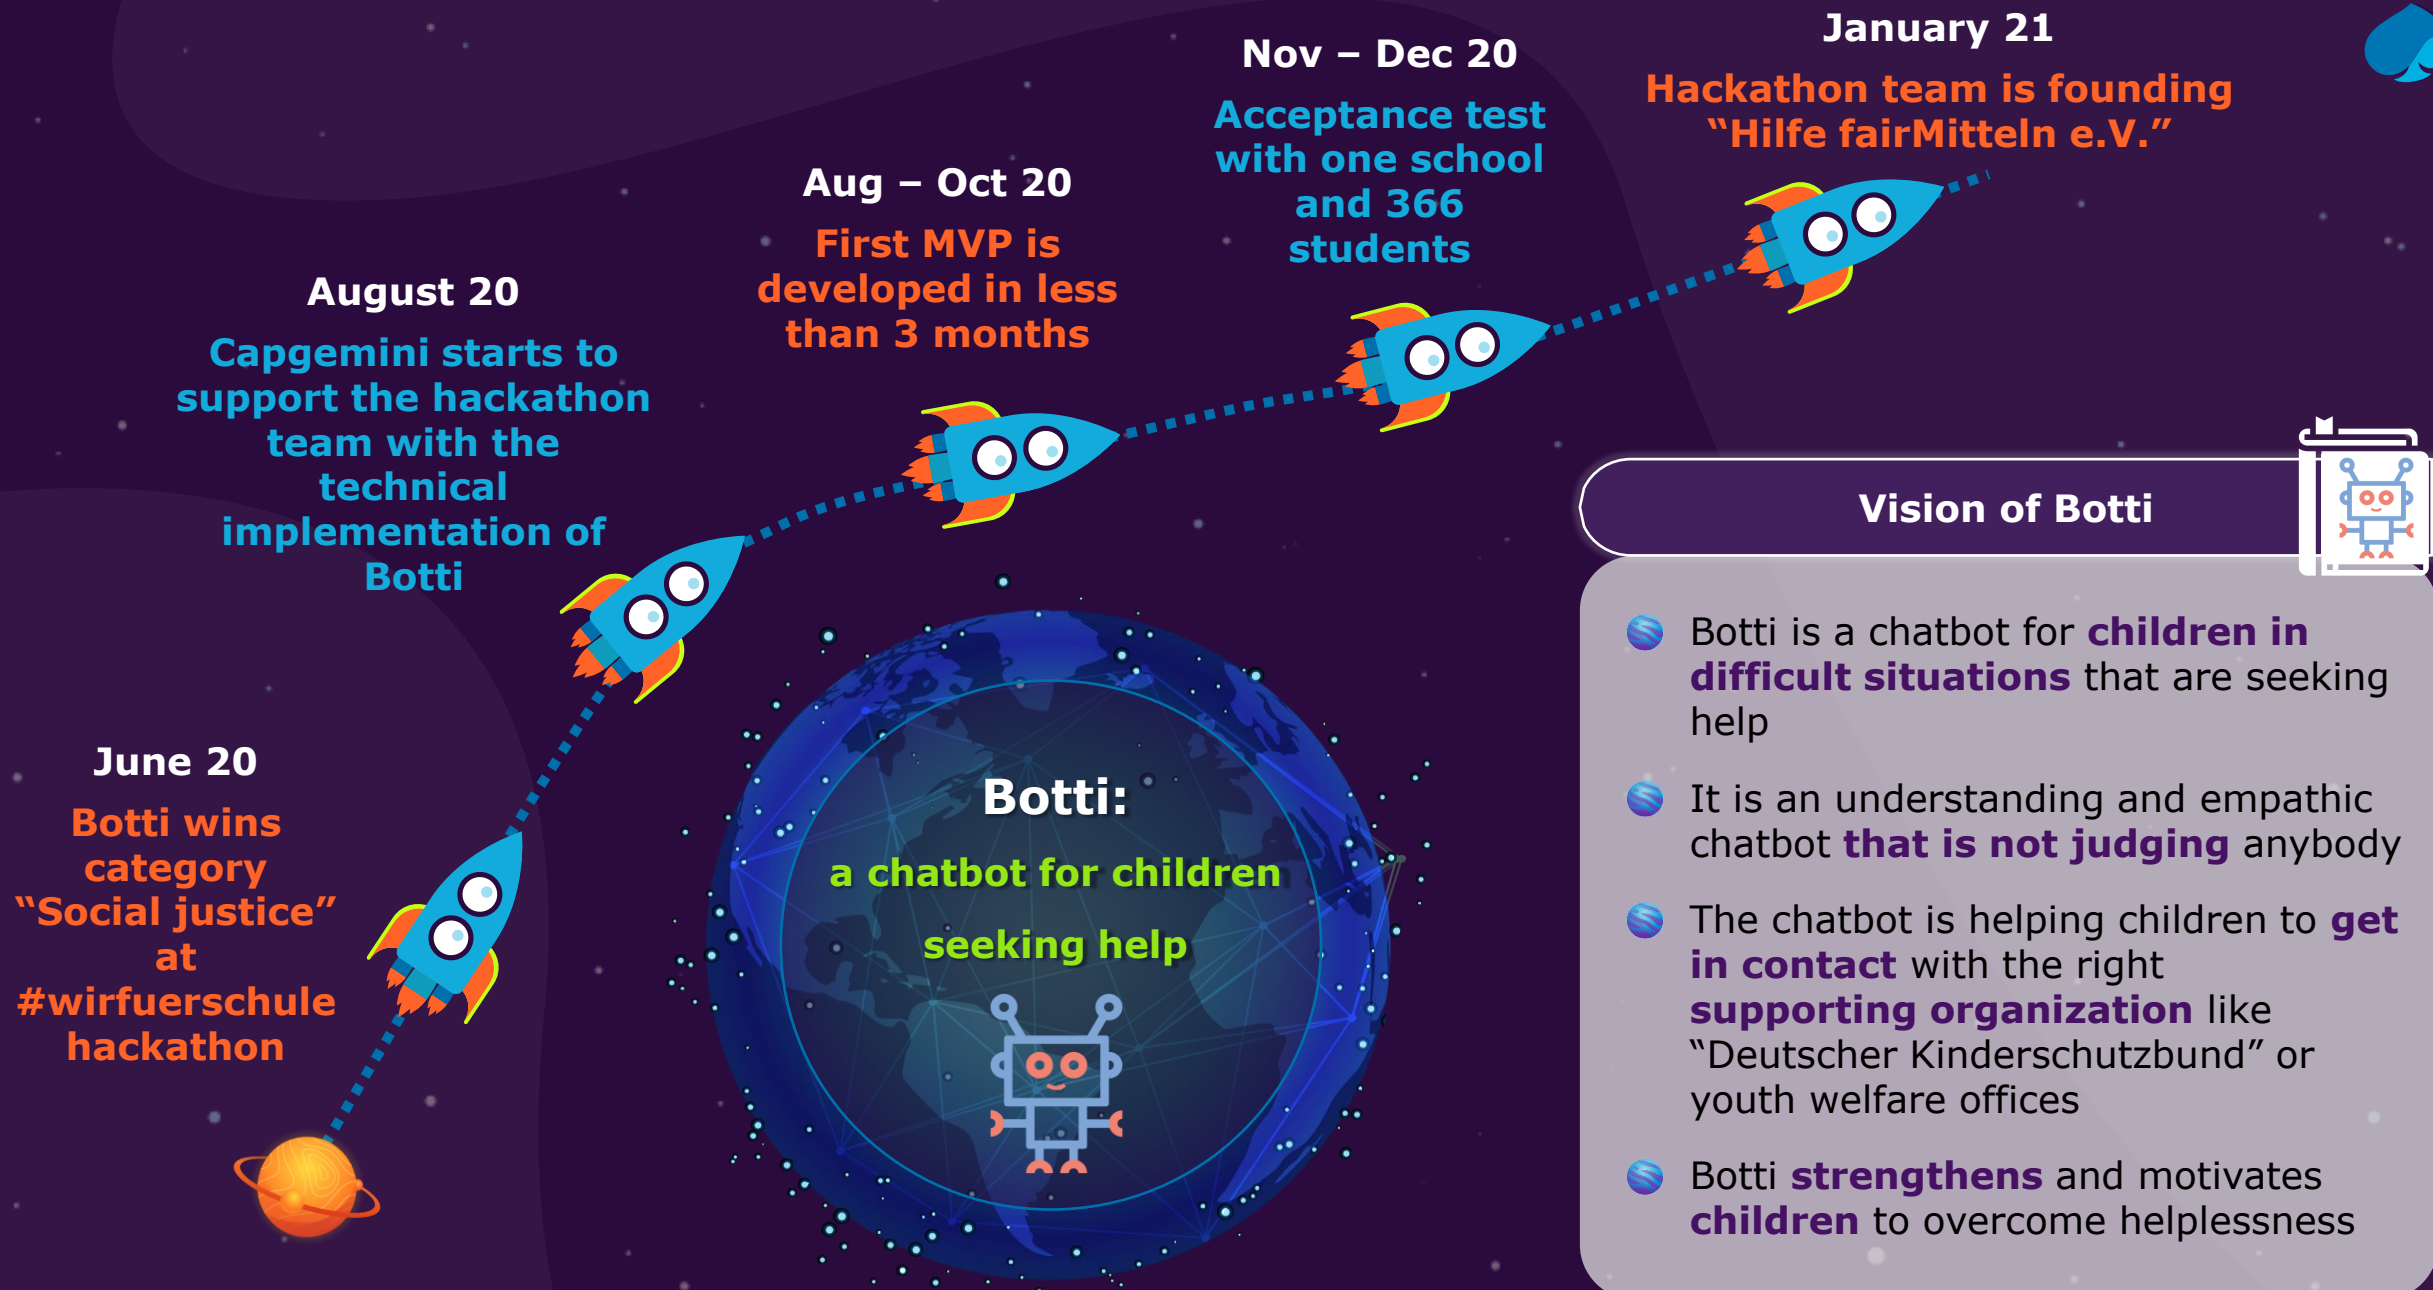 June 20
Botti wins
category
“Social justice”
at
#wirfuerschule
hackathon
August 20
Capgemini starts to
support the hackathon
team with the
technical
implementation of
Botti
Aug – Oct 20
First MVP is
developed in less
than 3 months
Nov – Dec 20
Acceptance test
with one school
and 366
students
January 21
Hackathon team is founding
“Hilfe fairMitteln e.V.”
Botti:
a chatbot for children
seeking help
Vision of Botti
Botti is a chatbot for children in
difficult situations that are seeking
help
It is an understanding and empathic
chatbot that is not judging anybody
The chatbot is helping children to get
in contact with the right
supporting organization like
“Deutscher Kinderschutzbund” or
youth welfare offices
Botti strengthens and motivates
children to overcome helplessness